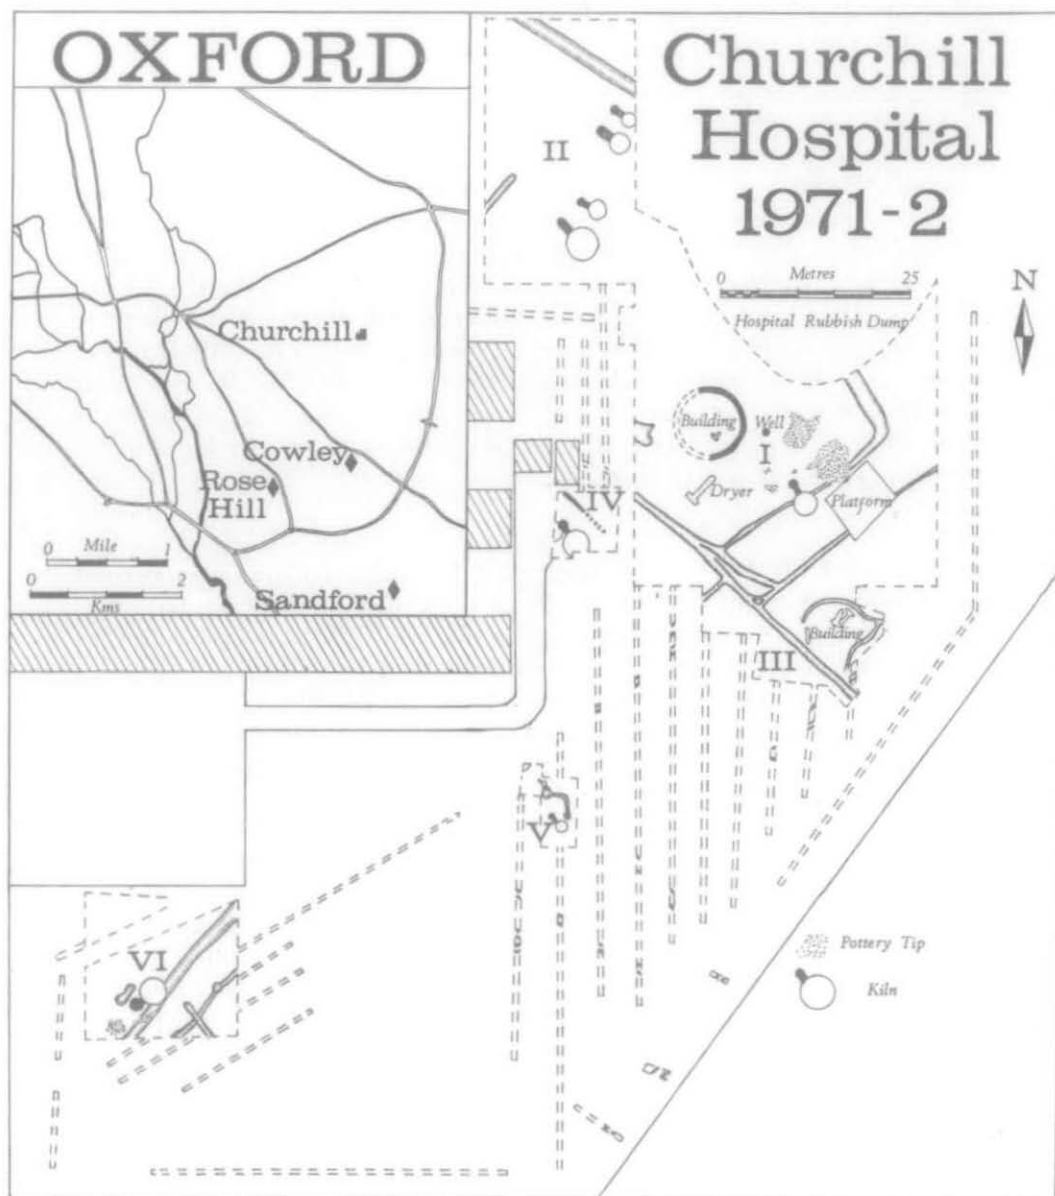 OXFORD
Churchill
Cowley
Rose
Hill
Sandford
0 Mile 1
0 2
Kms
Churchill
Hospital
1971-2
0 Metres 25
Hospital Rubbish Dump
N
II
Building
Well
I
Dryer
Platform
IV
Building
III
V
VI
Pottery Tip
Kiln